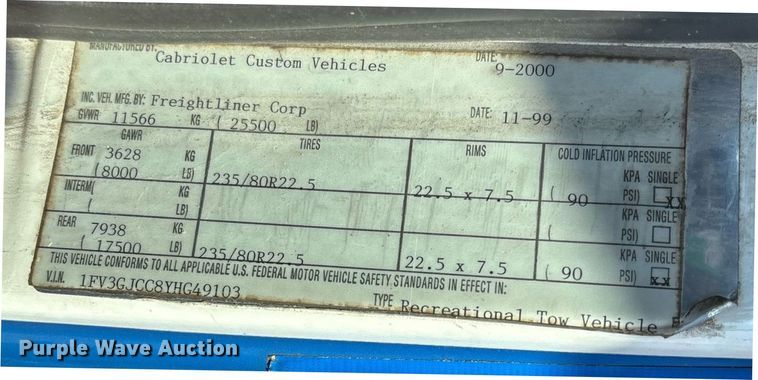 MANUFACTURED BY: Cabriolet Custom Vehicles DATE 9-2000
INC. VEH. MFG. BY: Freightliner Corp DATE: 11-99
GVWR 11566 KG ( 25500 LB)
GAWR TIRES RIMS COLD INFLATION PRESSURE
FRONT 3628 KG KPA SINGLE
(8000 LB) 235/80R22.5 22.5 x 7.5 ( 90 PSI) xx
INTERM( KG KPA SINGLE
( LB) ( PSI)
REAR 7938 KG KPA SINGLE
( 17500 LB) 235/80R22.5 22.5 x 7.5 ( 90 PSI) xx
THIS VEHICLE CONFORMS TO ALL APPLICABLE U.S. FEDERAL MOTOR VEHICLE SAFETY STANDARDS IN EFFECT IN:
V.I.N. 1FV3GJCC8YHG49103 TYPE Recreational Tow Vehicle
Purple Wave Auction